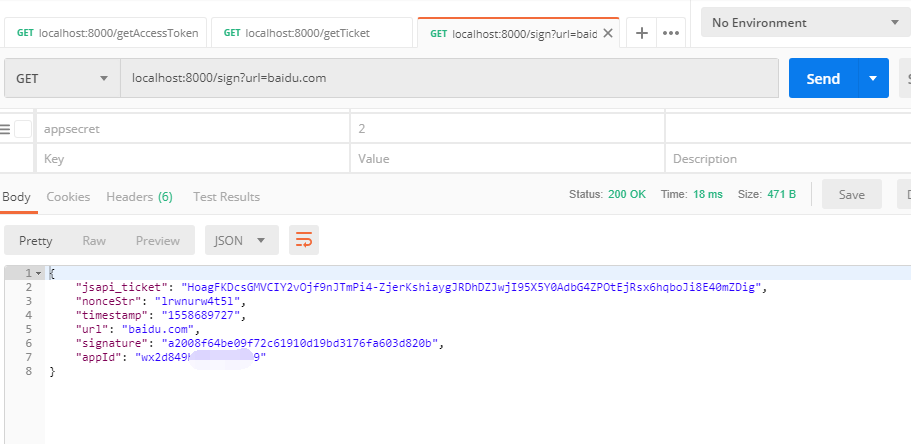 GET localhost:8000/getAccessToken GET localhost:8000/getTicket GET localhost:8000/sign?url=baid × + ••• No Environment
GET localhost:8000/sign?url=baidu.com Send
appsecret 2
Key Value Description
Body Cookies Headers (6) Test Results Status: 200 OK Time: 18 ms Size: 471 B Save
Pretty Raw Preview JSON
1 {
2 "jsapi_ticket": "HoagFKDcsGMVCIY2vOjf9nJTmPi4-ZjerKshiaygJRDhDZJwjI95X5Y0AdbG4ZPOtEjRsx6hqboJi8E40mZDig",
3 "nonceStr": "lrwnurw4t5l",
4 "timestamp": "1558689727",
5 "url": "baidu.com",
6 "signature": "a2008f64be09f72c61910d19bd3176fa603d820b",
7 "appId": "wx2d849 9"
8 }